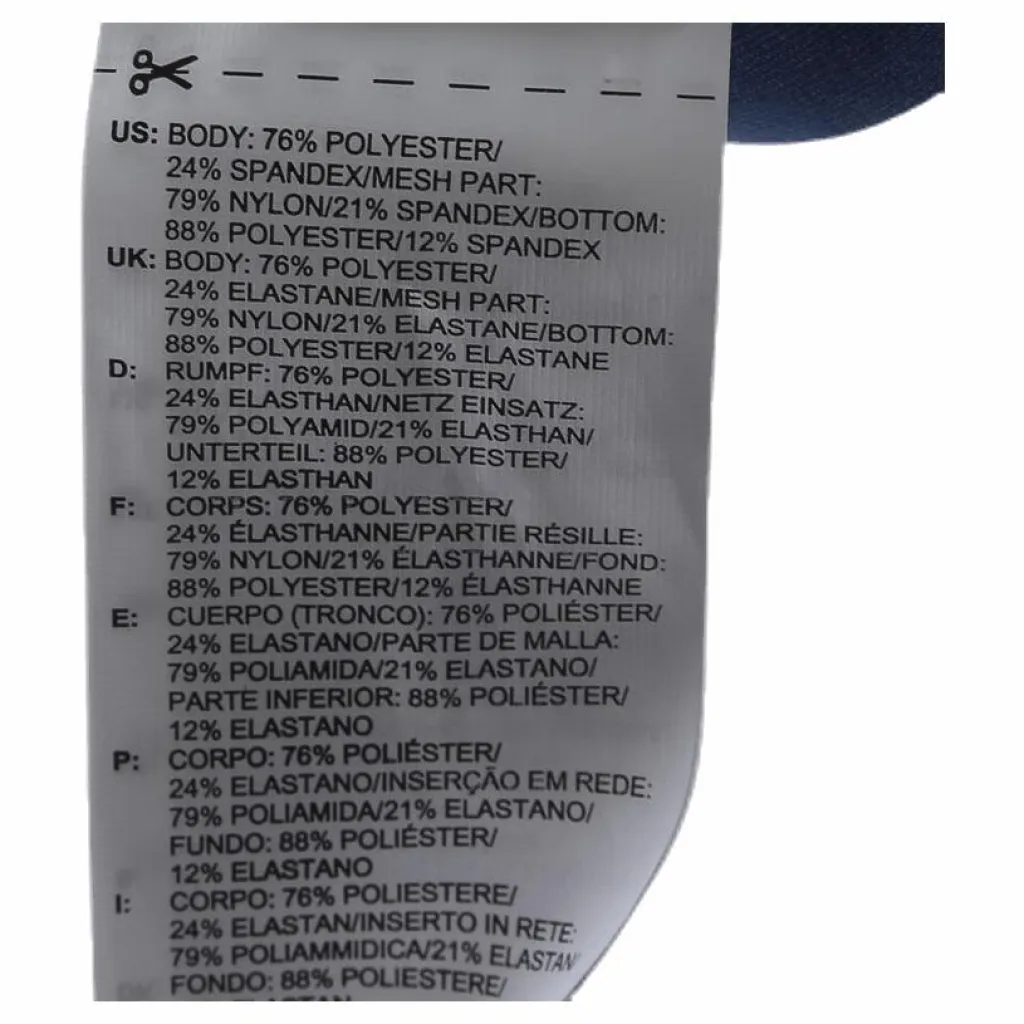 US: BODY: 76% POLYESTER/
24% SPANDEX/MESH PART:
79% NYLON/21% SPANDEX/BOTTOM:
88% POLYESTER/12% SPANDEX
UK: BODY: 76% POLYESTER/
24% ELASTANE/MESH PART:
79% NYLON/21% ELASTANE/BOTTOM:
88% POLYESTER/12% ELASTANE
D: RUMPF: 76% POLYESTER/
24% ELASTHAN/NETZ EINSATZ:
79% POLYAMID/21% ELASTHAN/
UNTERTEIL: 88% POLYESTER/
12% ELASTHAN
F: CORPS: 76% POLYESTER/
24% ÉLASTHANNE/PARTIE RÉSILLE:
79% NYLON/21% ÉLASTHANNE/FOND:
88% POLYESTER/12% ÉLASTHANNE
E: CUERPO (TRONCO): 76% POLIÉSTER/
24% ELASTANO/PARTE DE MALLA:
79% POLIAMIDA/21% ELASTANO/
PARTE INFERIOR: 88% POLIÉSTER/
12% ELASTANO
P: CORPO: 76% POLIÉSTER/
24% ELASTANO/INSERÇÃO EM REDE:
79% POLIAMIDA/21% ELASTANO/
FUNDO: 88% POLIÉSTER/
12% ELASTANO
I: CORPO: 76% POLIESTERE/
24% ELASTAN/INSERTO IN RETE:
79% POLIAMMIDICA/21% ELASTAN
FONDO: 88% POLIESTERE/